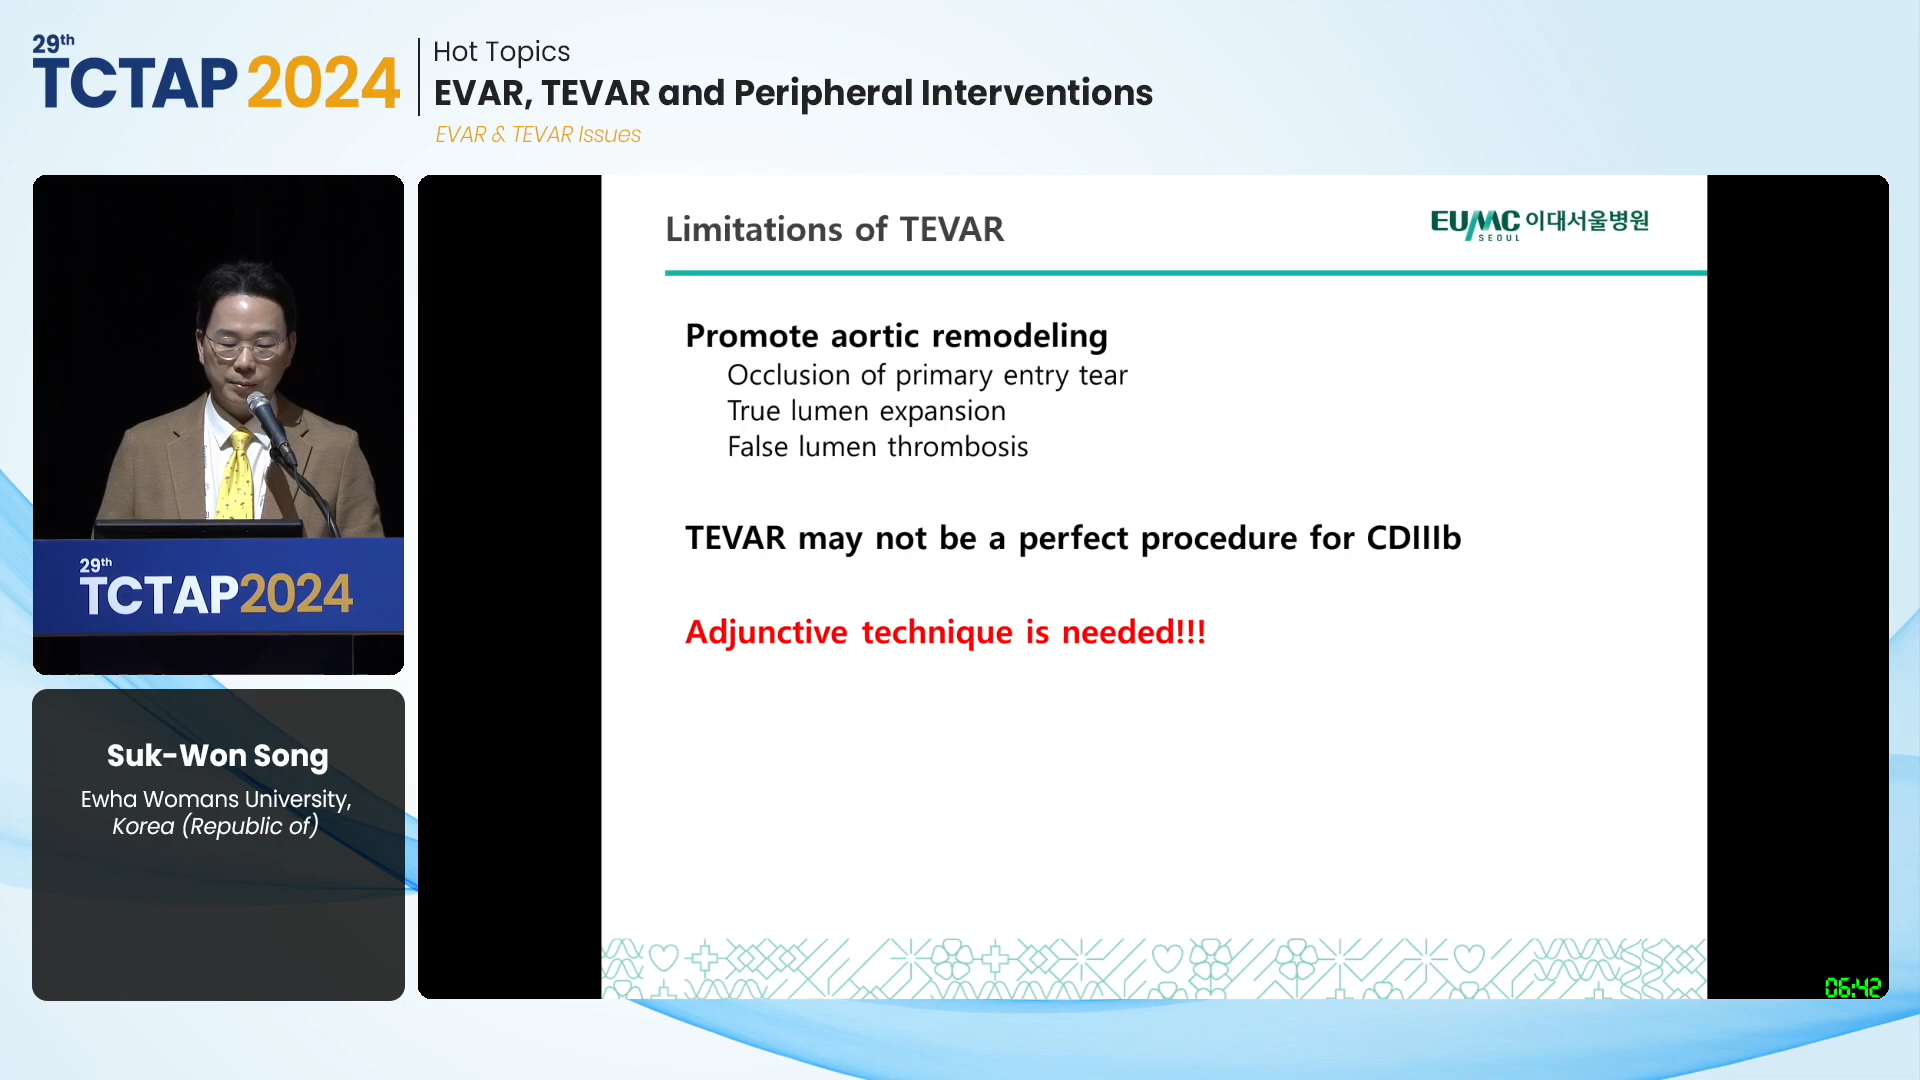 29th
TCTAP 2024
Hot Topics
EVAR, TEVAR and Peripheral Interventions
EVAR & TEVAR Issues
29th
TCTAP2024
Suk-Won Song
Ewha Womans University,
Korea (Republic of)
Limitations of TEVAR
EUMC 이대서울병원
SEOUL
Promote aortic remodeling
Occlusion of primary entry tear
True lumen expansion
False lumen thrombosis
TEVAR may not be a perfect procedure for CDIIIb
Adjunctive technique is needed!!!
06:42